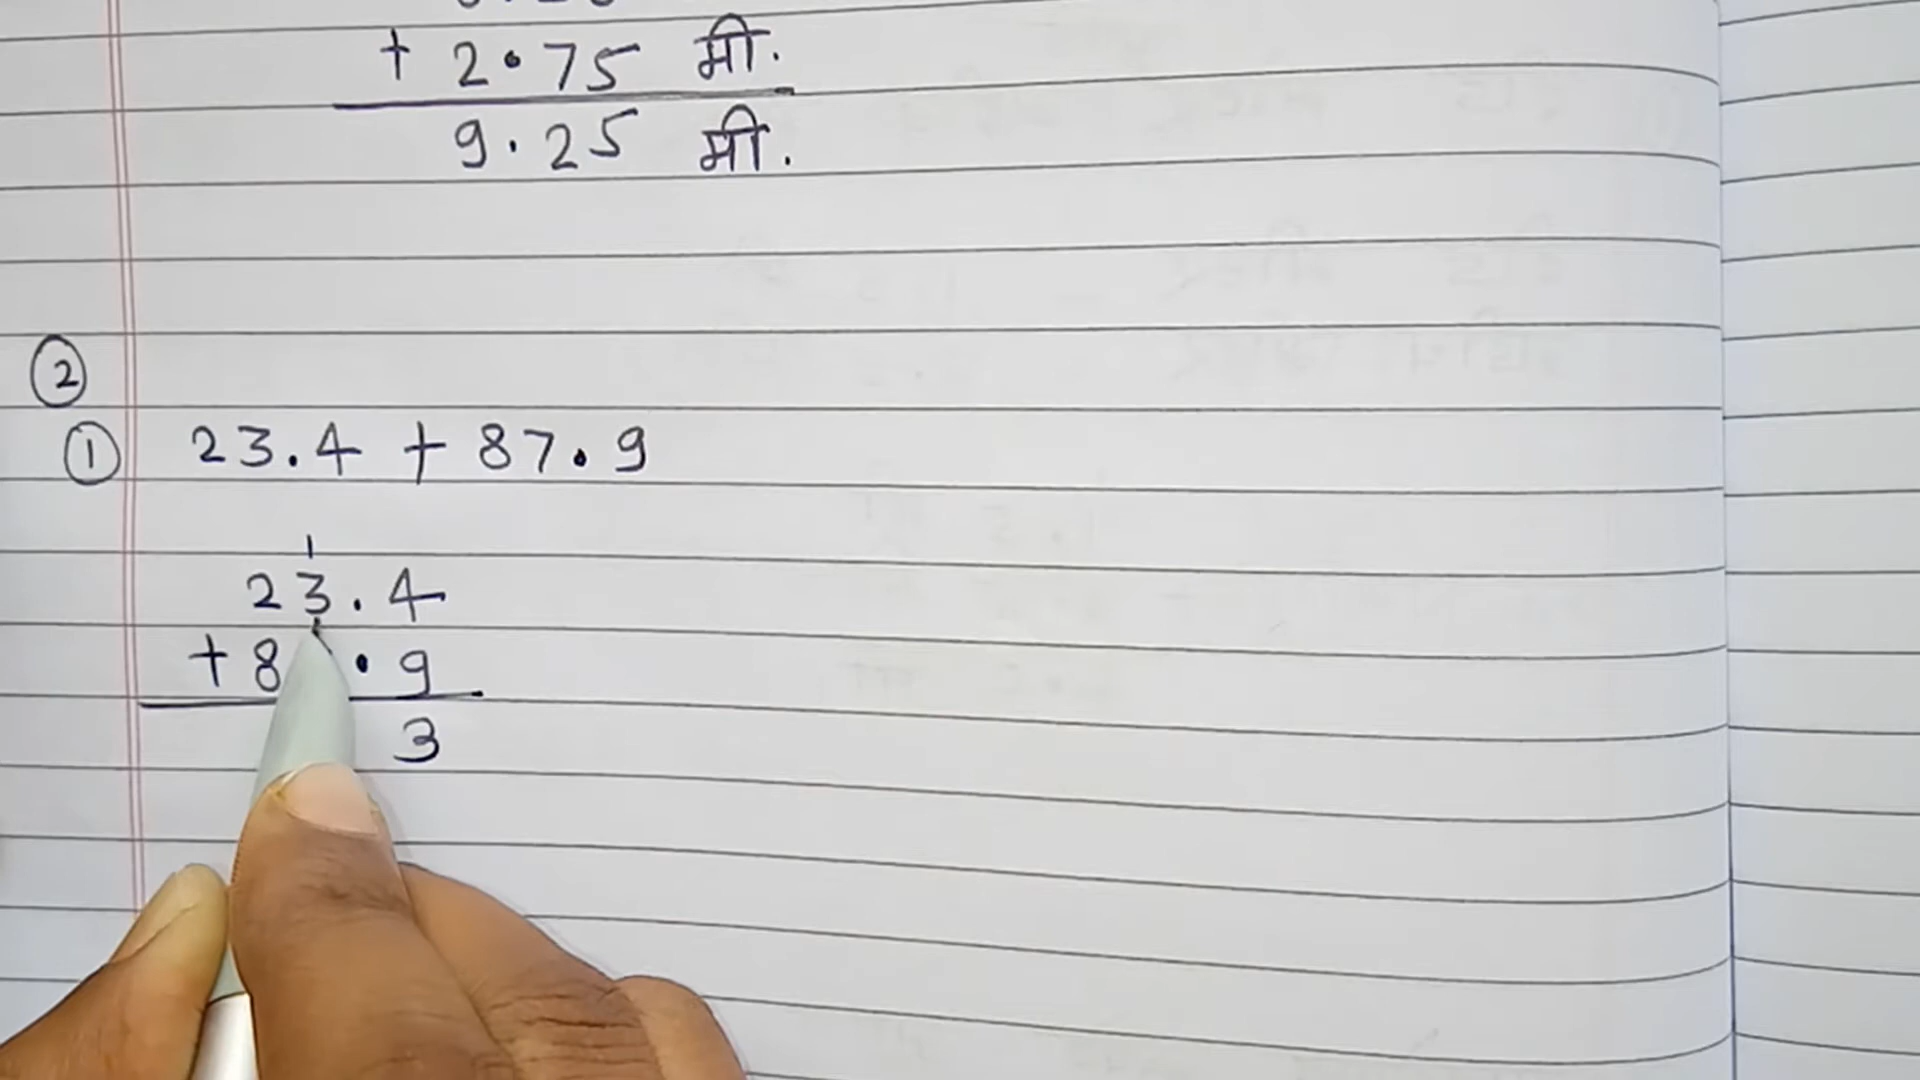 + 2.75 मी.
9.25 मी.
②
① 23.4 + 87.9
1
23.4
+ 8 .9
3